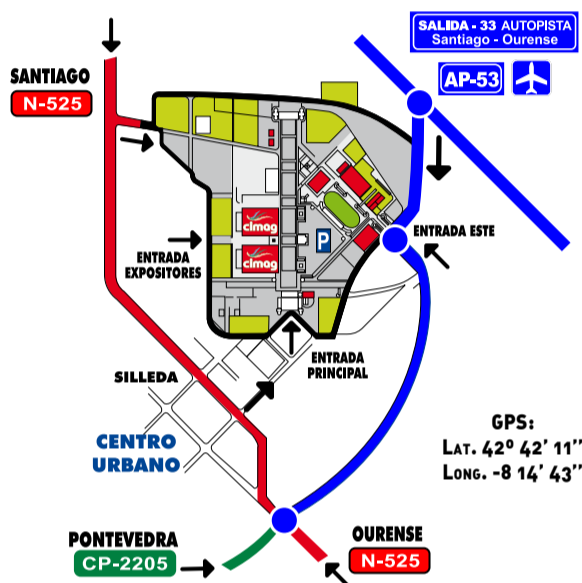 SALIDA - 33 AUTOPISTA
Santiago - Ourense
AP-53
SANTIAGO
N-525
cimag
cimag
P
ENTRADA ESTE
ENTRADA
EXPOSITORES
ENTRADA
PRINCIPAL
SILLEDA
CENTRO
URBANO
GPS:
LAT. 42º 42' 11''
LONG. -8 14' 43''
PONTEVEDRA
CP-2205
OURENSE
N-525